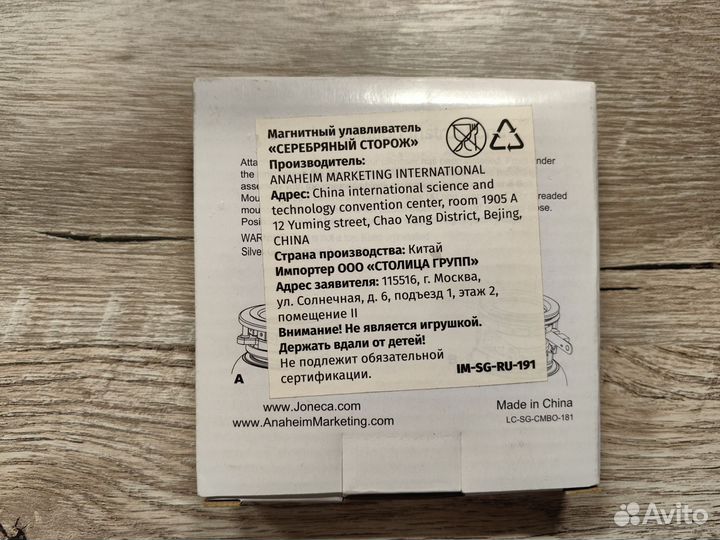 Магнитный улавливатель
«СЕРЕБРЯНЫЙ СТОРОЖ»
Производитель:
ANAHEIM MARKETING INTERNATIONAL
Адрес: China international science and
technology convention center, room 1905 A
12 Yuming street, Chao Yang District, Bejing,
CHINA
Страна производства: Китай
Импортер ООО «СТОЛИЦА ГРУПП»
Адрес заявителя: 115516, г. Москва,
ул. Солнечная, д. 6, подъезд 1, этаж 2,
помещение II
Внимание! Не является игрушкой.
Держать вдали от детей!
Не подлежит обязательной
сертификации.
IM-SG-RU-191
A
www.Joneca.com
www.AnaheimMarketing.com
Made in China
LC-SG-CMBO-181
Avito